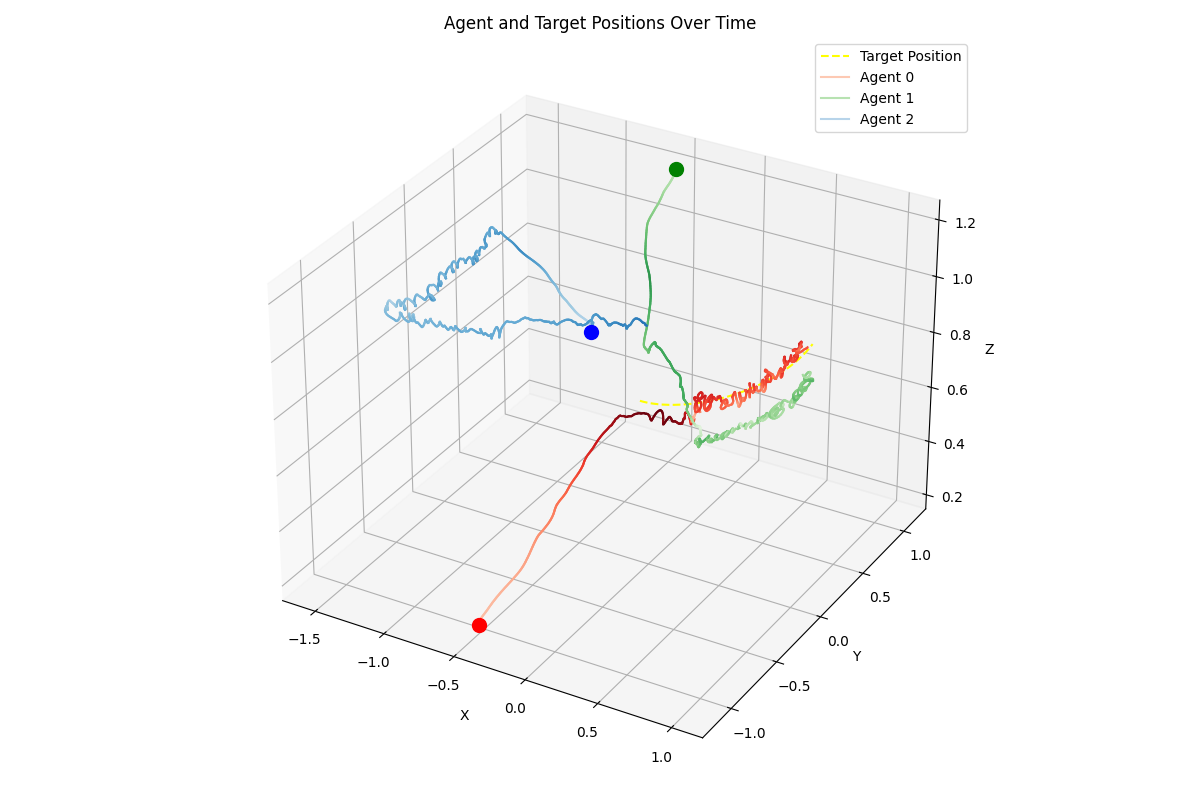 Agent and Target Positions Over Time
Target Position
Agent 0
Agent 1
Agent 2
1.2
1.0
0.8
0.6
0.4
0.2
Z
1.0
0.5
0.0
−0.5
−1.0
Y
−1.5
−1.0
−0.5
0.0
0.5
1.0
X